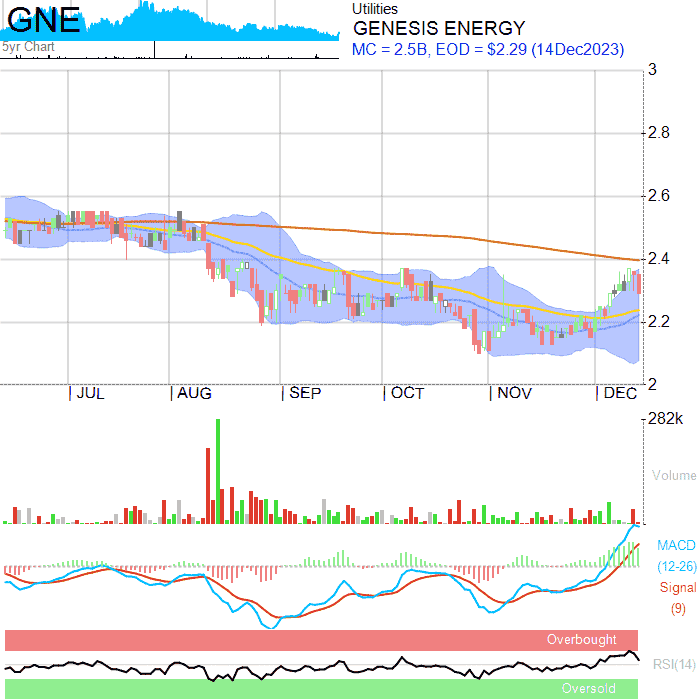 GNE
5yr Chart
Utilities
GENESIS ENERGY
MC = 2.5B, EOD = $2.29 (14Dec2023)
3
2.8
2.6
2.4
2.2
2
JUL AUG SEP OCT NOV DEC
282k
Volume
MACD
(12-26)
Signal
(9)
Overbought
RSI(14)
Oversold